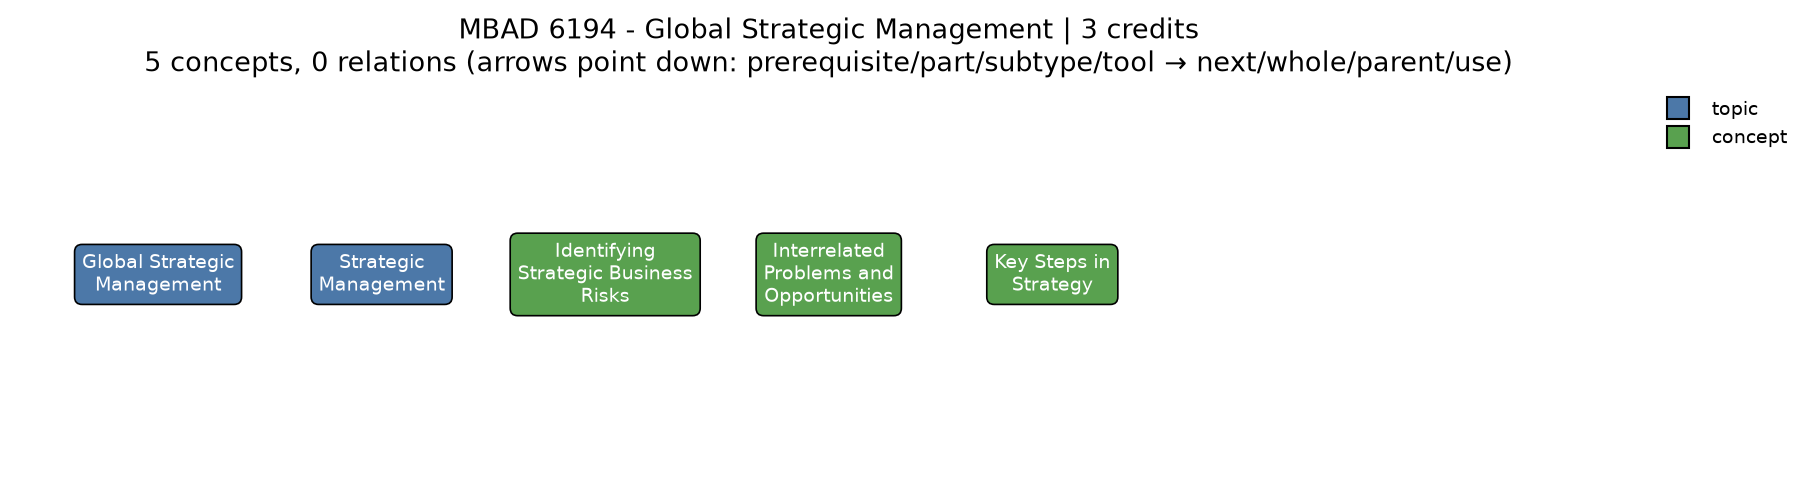 MBAD 6194 - Global Strategic Management | 3 credits
5 concepts, 0 relations (arrows point down: prerequisite/part/subtype/tool → next/whole/parent/use)
topic
concept
Global Strategic
Management
Strategic
Management
Identifying
Strategic Business
Risks
Interrelated
Problems and
Opportunities
Key Steps in
Strategy